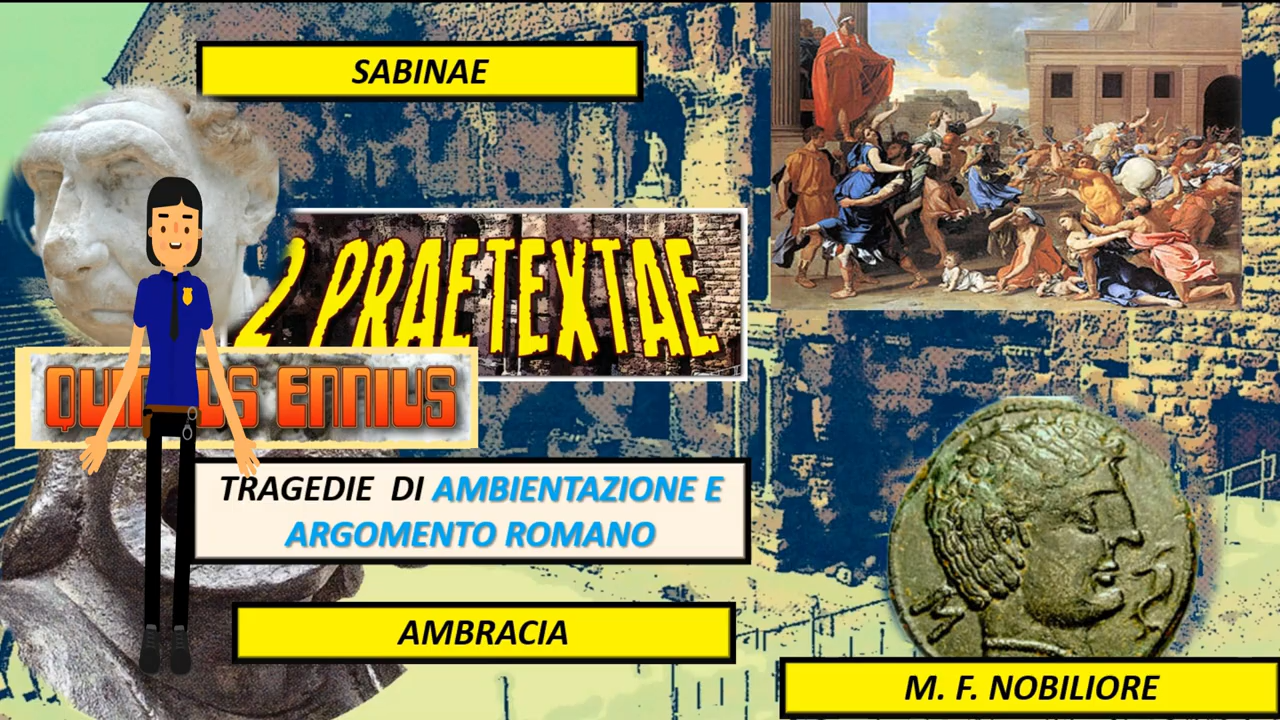 SABINAE
2 PRAETEXTAE
ENNIUS
TRAGEDIE DI AMBIENTAZIONE E
ARGOMENTO ROMANO
AMBRACIA
M. F. NOBILIORE